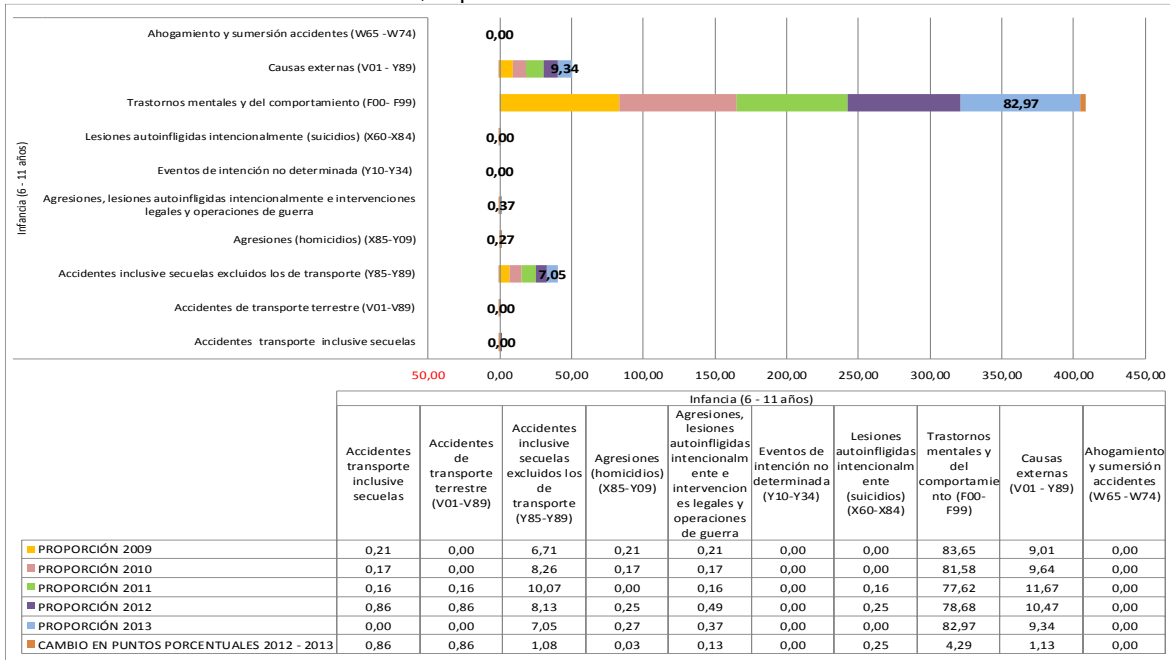 Infancia (6 - 11 años)
Ahogamiento y sumersión accidentes (W65 -W74)
0,00
Causas externas (V01 - Y89)
9,34
Trastornos mentales y del comportamiento (F00- F99)
82,97
Lesiones autoinfligidas intencionalmente (suicidios) (X60-X84)
0,00
Eventos de intención no determinada (Y10-Y34)
0,00
Agresiones, lesiones autoinfligidas intencionalmente e intervenciones
legales y operaciones de guerra
0,37
Agresiones (homicidios) (X85-Y09)
0,27
Accidentes inclusive secuelas excluidos los de transporte (Y85-Y89)
7,05
Accidentes de transporte terrestre (V01-V89)
0,00
Accidentes transporte inclusive secuelas
0,00
50,00 0,00 50,00 100,00 150,00 200,00 250,00 300,00 350,00 400,00 450,00
Infancia (6 - 11 años)
Accidentes
transporte
inclusive
secuelas
Accidentes
de
transporte
terrestre
(V01-V89)
Accidentes
inclusive
secuelas
excluidos los
de
transporte
(Y85-Y89)
Agresiones
(homicidios)
(X85-Y09)
Agresiones,
lesiones
autoinfligidas
intencionalm
ente e
intervencion
es legales y
operaciones
de guerra
Eventos de
intención no
determinada
(Y10-Y34)
Lesiones
autoinfligidas
intencionalm
ente
(suicidios)
(X60-X84)
Trastornos
mentales y
del
comportamie
nto (F00-
F99)
Causas
externas
(V01 - Y89)
Ahogamiento
y sumersión
accidentes
(W65 -W74)
PROPORCIÓN 2009 0,21 0,00 6,71 0,21 0,21 0,00 0,00 83,65 9,01 0,00
PROPORCIÓN 2010 0,17 0,00 8,26 0,17 0,17 0,00 0,00 81,58 9,64 0,00
PROPORCIÓN 2011 0,16 0,16 10,07 0,00 0,16 0,00 0,16 77,62 11,67 0,00
PROPORCIÓN 2012 0,86 0,86 8,13 0,25 0,49 0,00 0,25 78,68 10,47 0,00
PROPORCIÓN 2013 0,00 0,00 7,05 0,27 0,37 0,00 0,00 82,97 9,34 0,00
CAMBIO EN PUNTOS PORCENTUALES 2012 - 2013 0,86 0,86 1,08 0,03 0,13 0,00 0,25 4,29 1,13 0,00